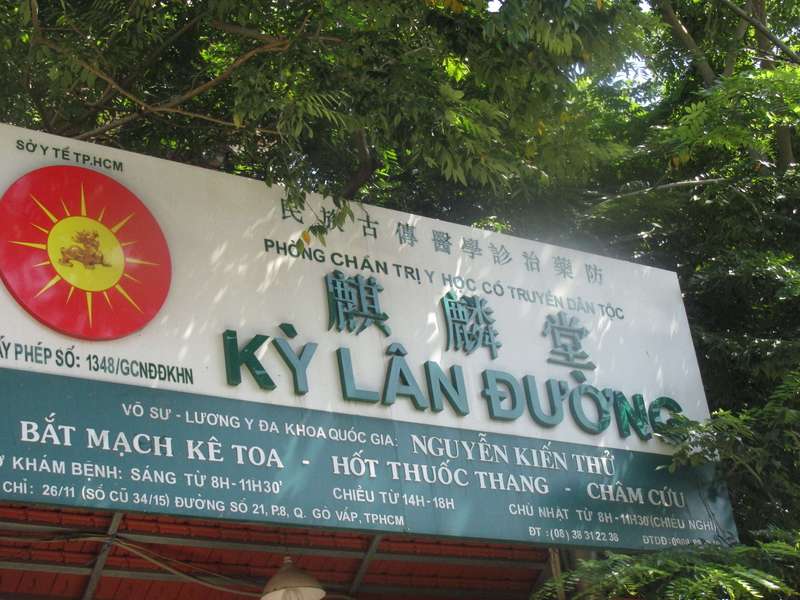 SỞ Y TẾ TP.HCM
民族古傳醫學診治藥防
PHÒNG CHẨN TRỊ Y HỌC CỔ TRUYỀN DÂN TỘC
麒麟堂
KỲ LÂN ĐƯỜNG
PHÉP SỐ: 1348/GCNĐĐKHN
VÕ SƯ - LƯƠNG Y ĐA KHOA QUỐC GIA: NGUYỄN KIẾN THỦ
BẮT MẠCH KÊ TOA - HỐT THUỐC THANG - CHÂM CỨU
KHÁM BỆNH: SÁNG TỪ 8H-11H30' CHIỀU TỪ 14H-18H CHỦ NHẬT TỪ 8H-11H30 (CHIỀU NGHỈ)
CHỈ: 26/11 (SỐ CŨ 34/15) ĐƯỜNG SỐ 21, P.8, Q. GÒ VẤP, TPHCM ĐT : (08) 38 31 22 38 ĐTDĐ: